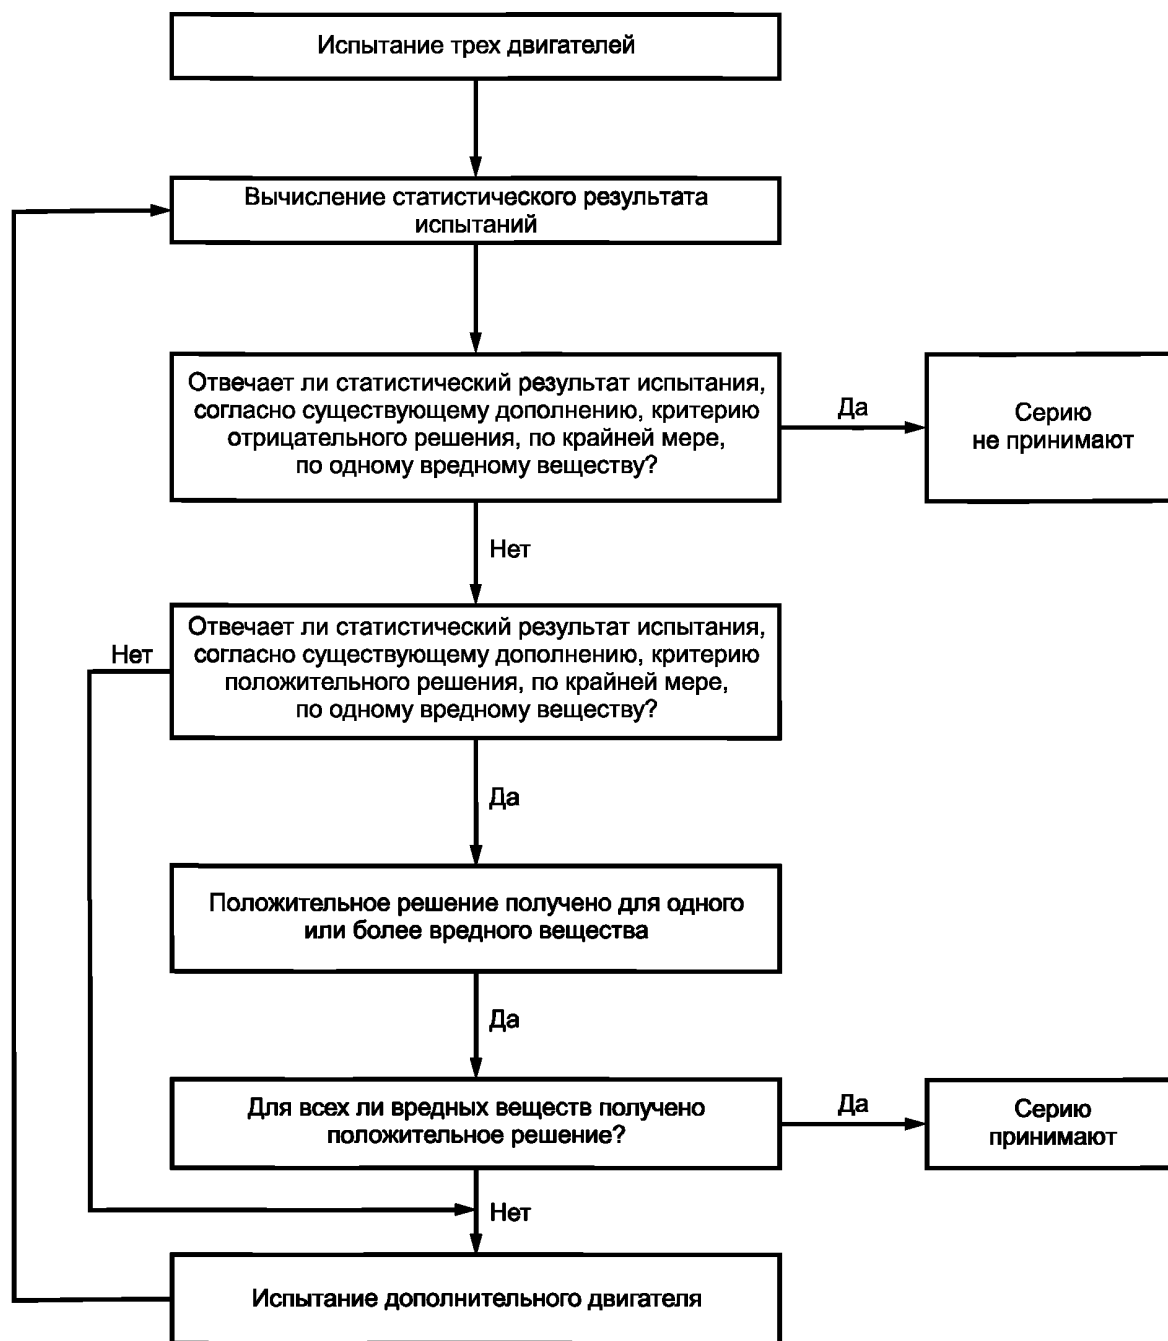 Испытание трех двигателей
Вычисление статистического результата
испытаний
Отвечает ли статистический результат испытания,
согласно существующему дополнению, критерию
отрицательного решения, по крайней мере,
по одному вредному веществу?
Да
Серию
не принимают
Нет
Отвечает ли статистический результат испытания,
согласно существующему дополнению, критерию
положительного решения, по крайней мере,
по одному вредному веществу?
Нет
Да
Положительное решение получено для одного
или более вредного вещества
Да
Для всех ли вредных веществ получено
положительное решение?
Да
Серию
принимают
Нет
Испытание дополнительного двигателя